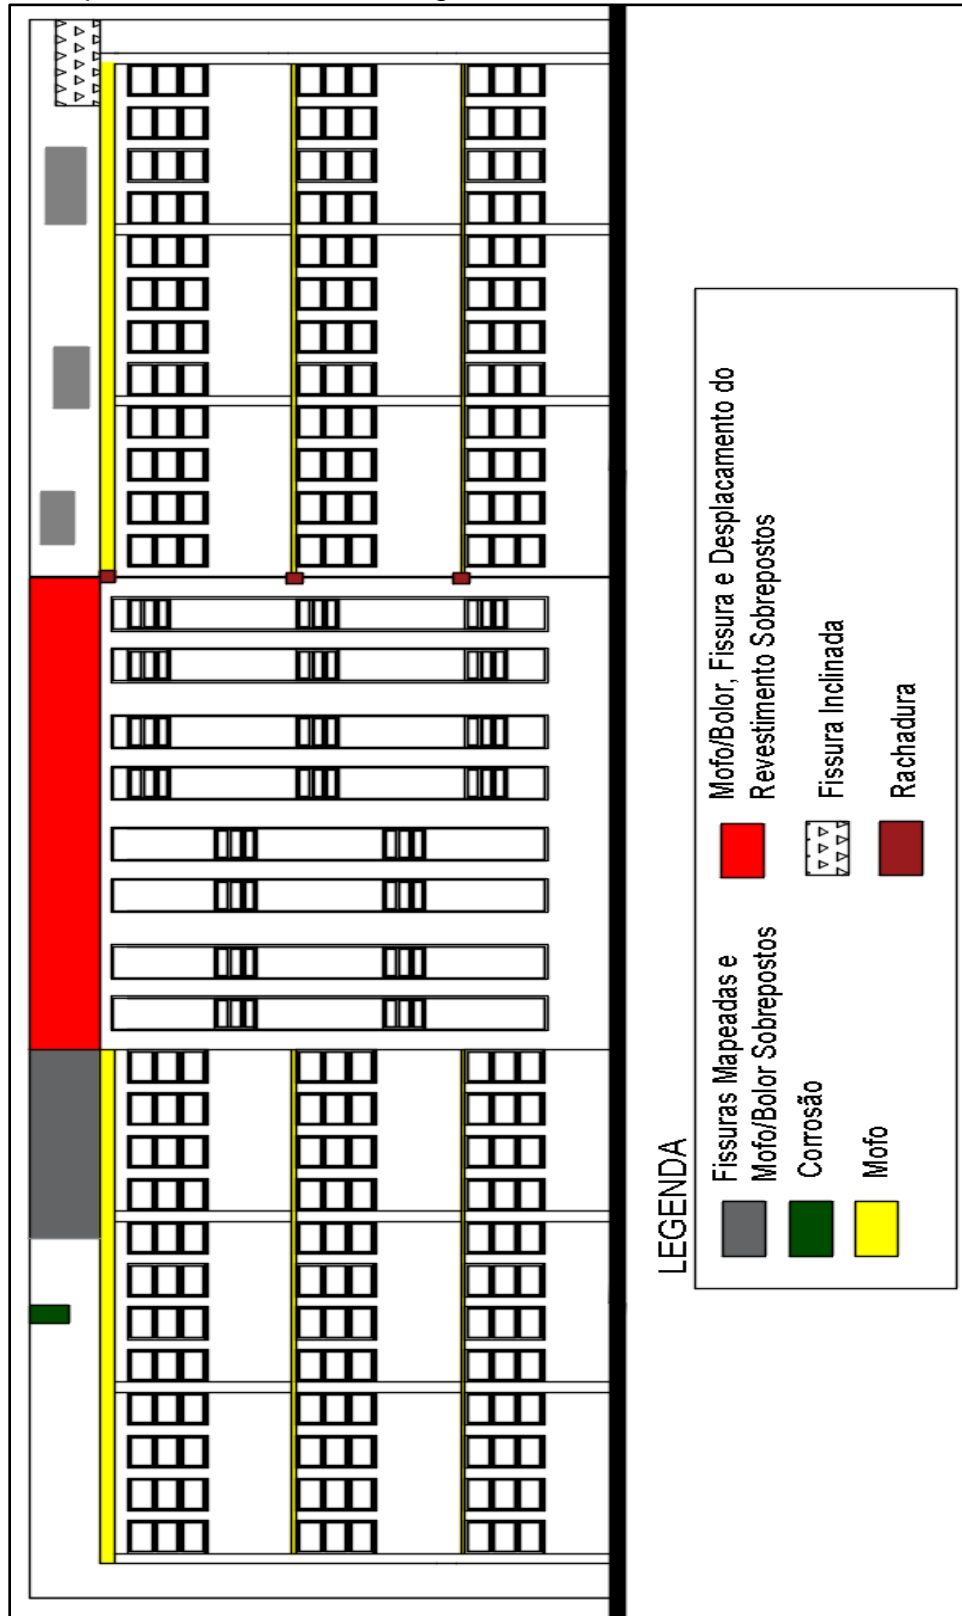 LEGENDA
Fissuras Mapeadas e
Mofo/Bolor Sobrepostos
Corrosão
Mofo
Mofo/Bolor, Fissura e Desplacamento do
Revestimento Sobrepostos
Fissura Inclinada
Rachadura